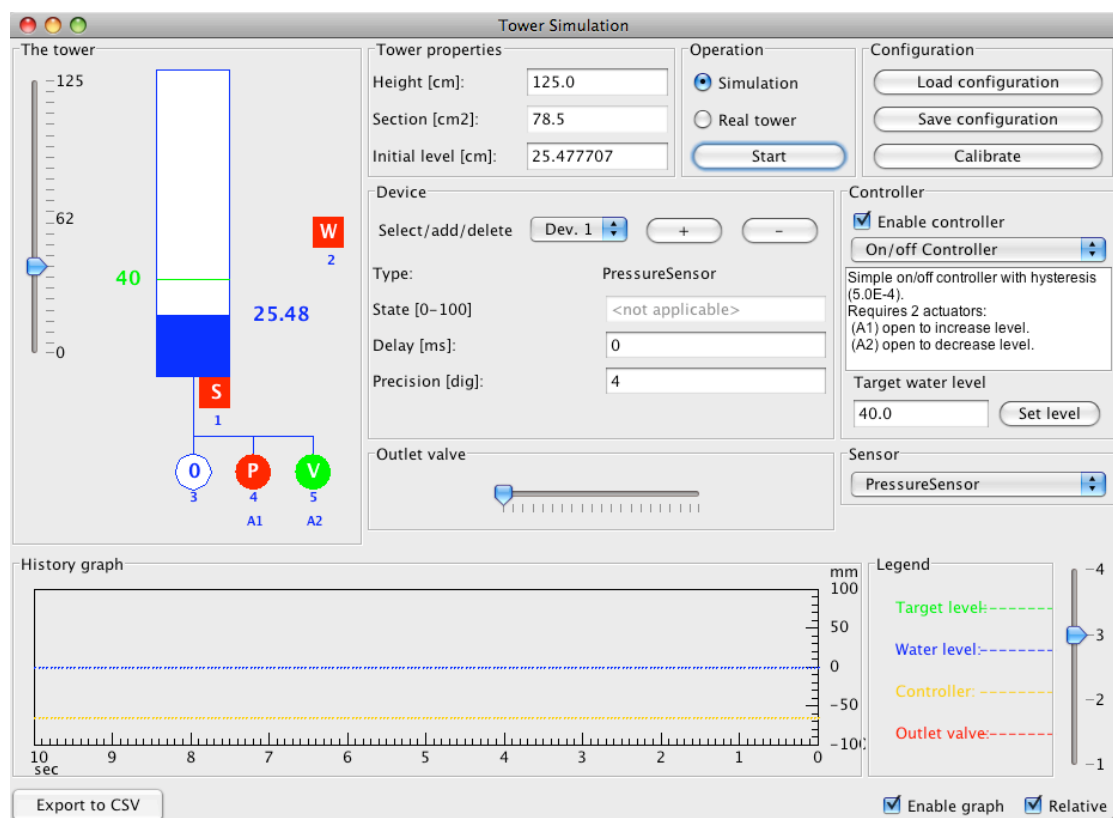 Tower Simulation
The tower
125
62
0
40
25.48
W
2
S
1
0
3
P
4
A1
V
5
A2
Tower properties
Height [cm]: 125.0
Section [cm2]: 78.5
Initial level [cm]: 25.477707
Operation
Simulation
Real tower
Start
Configuration
Load configuration
Save configuration
Calibrate
Device
Select/add/delete Dev. 1 + -
Type: PressureSensor
State [0-100] <not applicable>
Delay [ms]: 0
Precision [dig]: 4
Controller
Enable controller
On/off Controller
Simple on/off controller with hysteresis
(5.0E-4).
Requires 2 actuators:
(A1) open to increase level.
(A2) open to decrease level.
Target water level
40.0 Set level
Outlet valve
Sensor
PressureSensor
History graph
mm
100
50
0
-50
-100
10 9 8 7 6 5 4 3 2 1 0
sec
Legend
Target level:
Water level:
Controller:
Outlet valve:
4
3
2
1
Export to CSV
Enable graph Relative